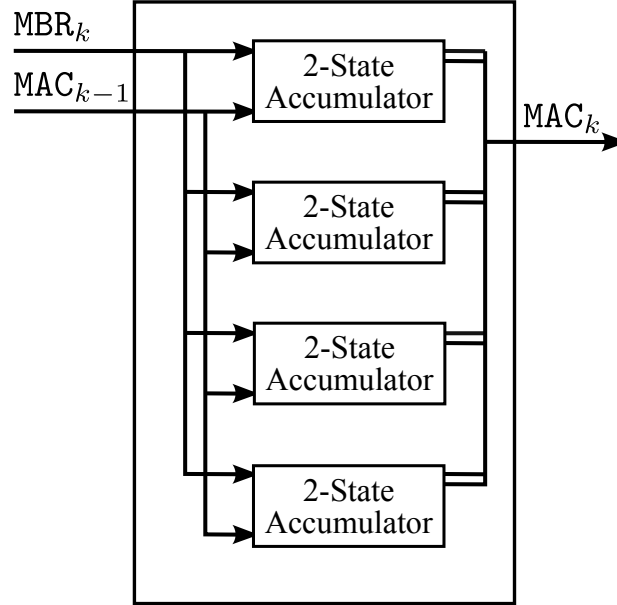 MBR_k
2-State
Accumulator
MAC_{k-1}
MAC_k
2-State
Accumulator
2-State
Accumulator
2-State
Accumulator